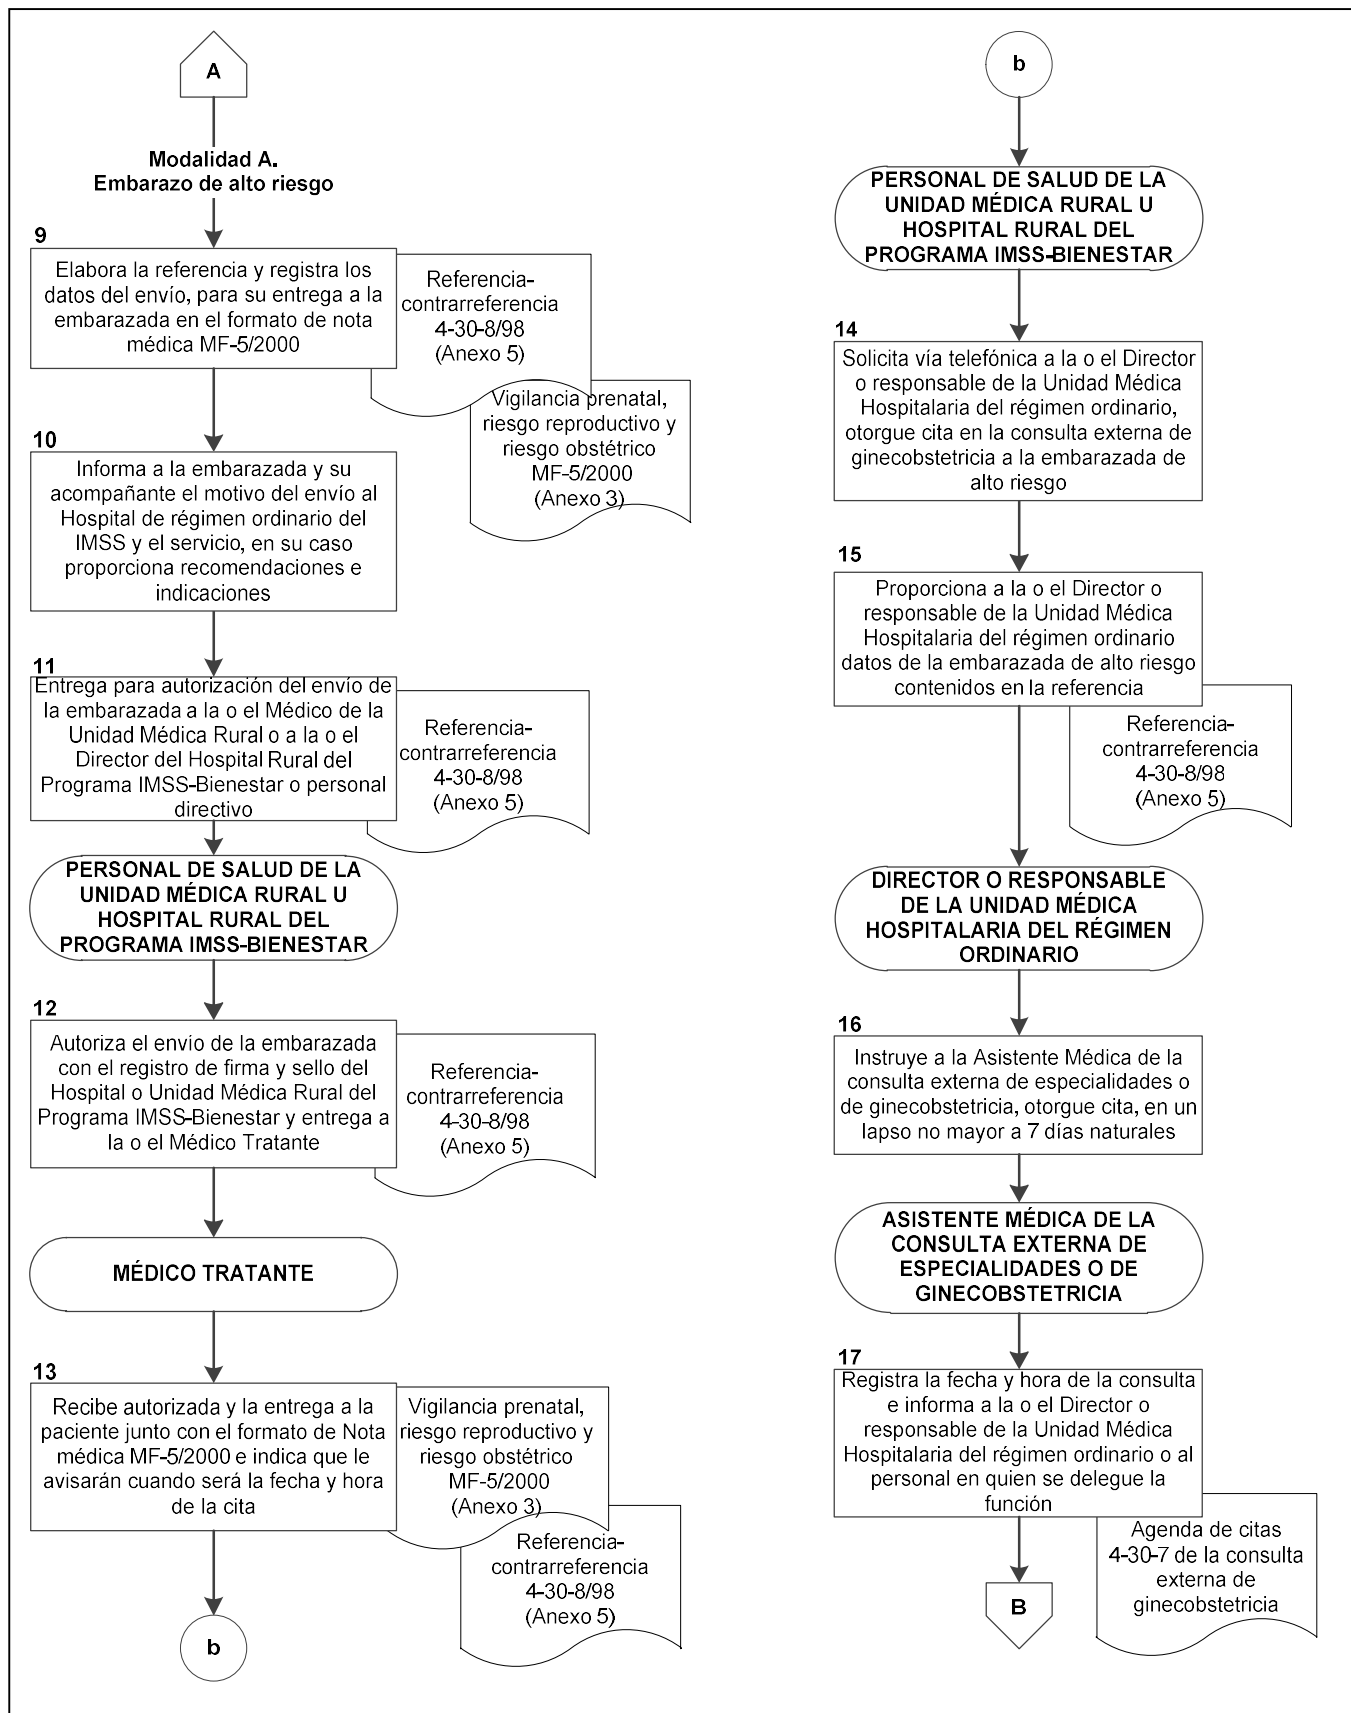 A
Modalidad A.
Embarazo de alto riesgo
9
Elabora la referencia y registra los
datos del envío, para su entrega a la
embarazada en el formato de nota
médica MF-5/2000
Referencia-
contrarreferencia
4-30-8/98
(Anexo 5)
Vigilancia prenatal,
riesgo reproductivo y
riesgo obstétrico
MF-5/2000
(Anexo 3)
10
Informa a la embarazada y su
acompañante el motivo del envío al
Hospital de régimen ordinario del
IMSS y el servicio, en su caso
proporciona recomendaciones e
indicaciones
11
Entrega para autorización del envío de
la embarazada a la o el Médico de la
Unidad Médica Rural o a la o el
Director del Hospital Rural del
Programa IMSS-Bienestar o personal
directivo
Referencia-
contrarreferencia
4-30-8/98
(Anexo 5)
PERSONAL DE SALUD DE LA
UNIDAD MÉDICA RURAL U
HOSPITAL RURAL DEL
PROGRAMA IMSS-BIENESTAR
12
Autoriza el envío de la embarazada
con el registro de firma y sello del
Hospital o Unidad Médica Rural del
Programa IMSS-Bienestar y entrega a
la o el Médico Tratante
Referencia-
contrarreferencia
4-30-8/98
(Anexo 5)
MÉDICO TRATANTE
13
Recibe autorizada y la entrega a la
paciente junto con el formato de Nota
médica MF-5/2000 e indica que le
avisarán cuando será la fecha y hora
de la cita
Vigilancia prenatal,
riesgo reproductivo y
riesgo obstétrico
MF-5/2000
(Anexo 3)
Referencia-
contrarreferencia
4-30-8/98
(Anexo 5)
b
b
PERSONAL DE SALUD DE LA
UNIDAD MÉDICA RURAL U
HOSPITAL RURAL DEL
PROGRAMA IMSS-BIENESTAR
14
Solicita vía telefónica a la o el Director
o responsable de la Unidad Médica
Hospitalaria del régimen ordinario,
otorgue cita en la consulta externa de
ginecobstetricia a la embarazada de
alto riesgo
15
Proporciona a la o el Director o
responsable de la Unidad Médica
Hospitalaria del régimen ordinario
datos de la embarazada de alto riesgo
contenidos en la referencia
Referencia-
contrarreferencia
4-30-8/98
(Anexo 5)
DIRECTOR O RESPONSABLE
DE LA UNIDAD MÉDICA
HOSPITALARIA DEL RÉGIMEN
ORDINARIO
16
Instruye a la Asistente Médica de la
consulta externa de especialidades o
de ginecobstetricia, otorgue cita, en un
lapso no mayor a 7 días naturales
ASISTENTE MÉDICA DE LA
CONSULTA EXTERNA DE
ESPECIALIDADES O DE
GINECOBSTETRICIA
17
Registra la fecha y hora de la consulta
e informa a la o el Director o
responsable de la Unidad Médica
Hospitalaria del régimen ordinario o al
personal en quien se delegue la
función
Agenda de citas
4-30-7 de la consulta
externa de
ginecobstetricia
B